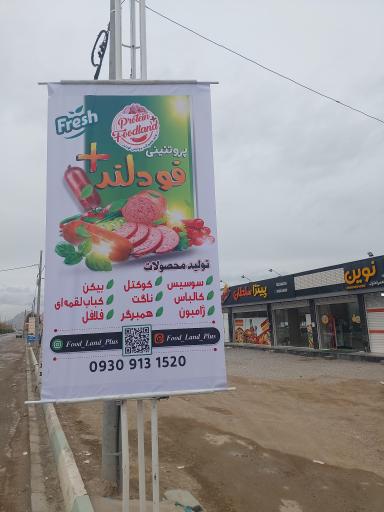 Fresh
Protein
Foodland
پروتئینی
فودلند+
تولید محصولات
سوسیس کوکتل بیکن
کالباس ناگت کباب لقمه ای
ژامبون همبرگر فلافل
Food_Land_Plus Food_Land_Plus
0930 913 1520
پیتزا سلطان
نوین